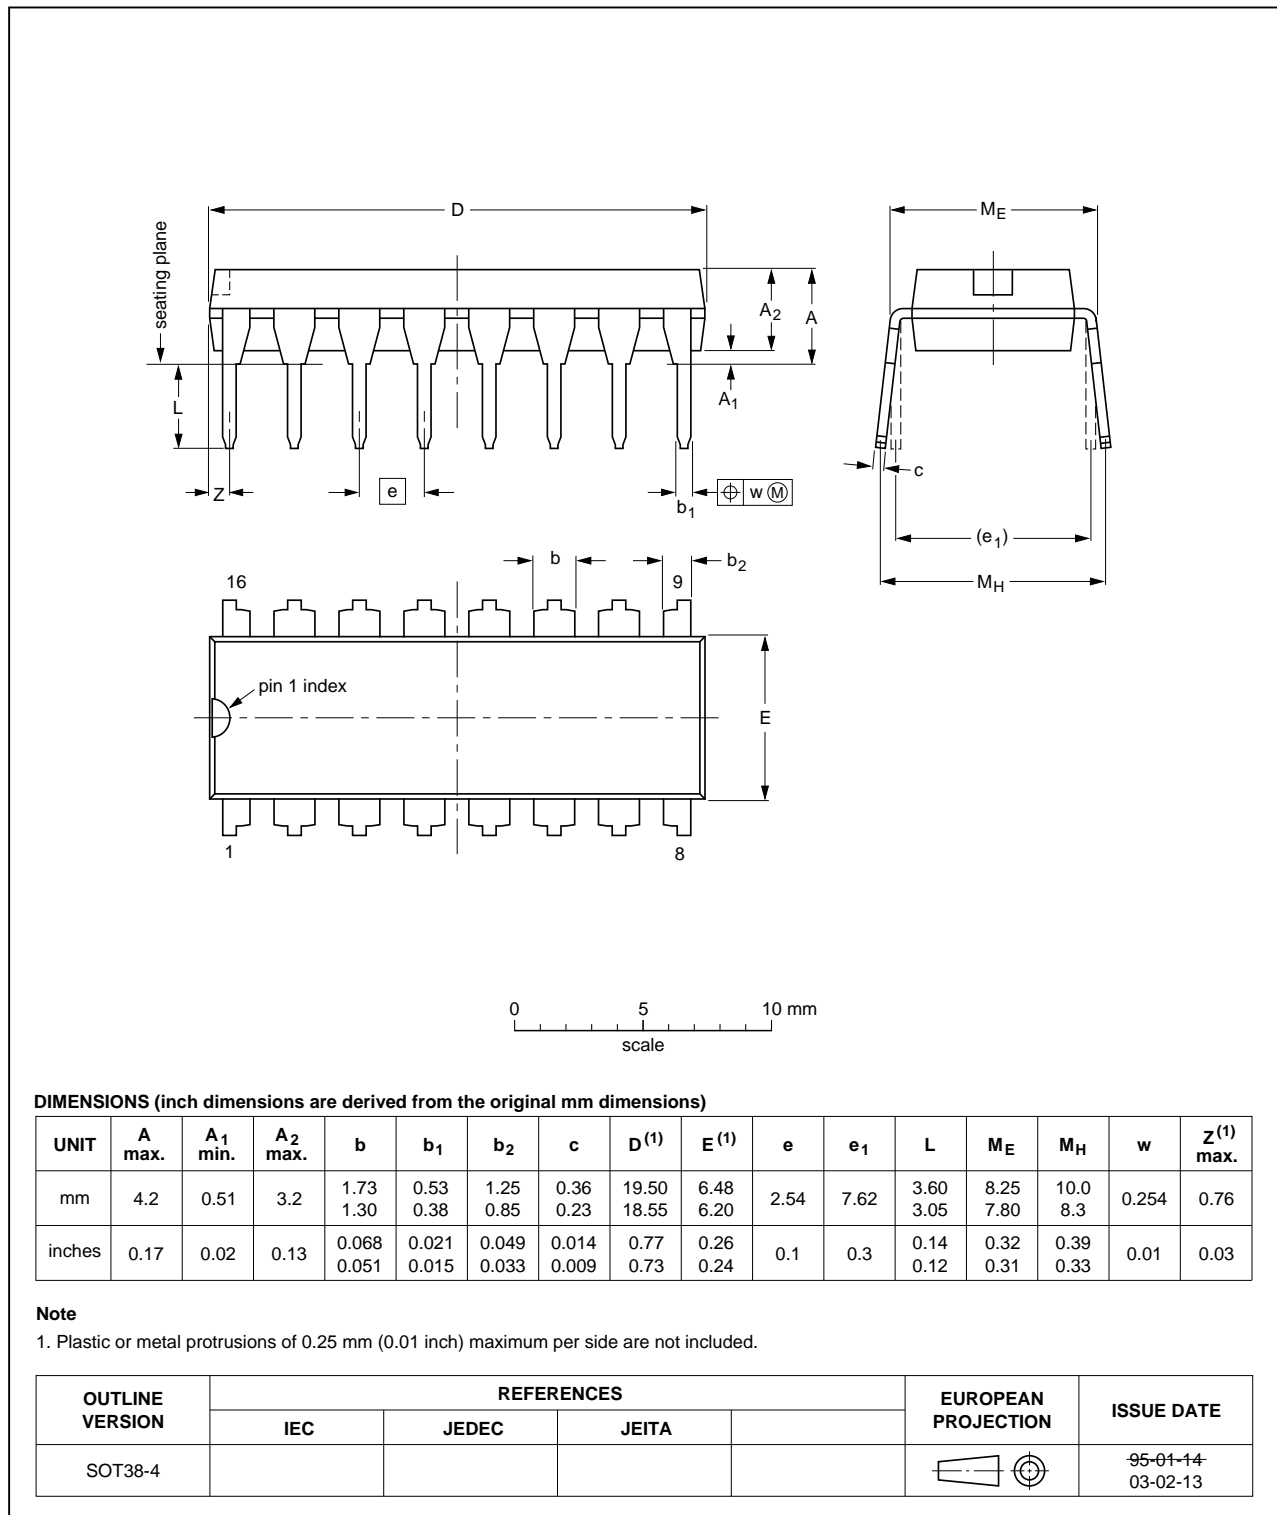 D
ME
seating plane
A2
A
A1
L
Z
e
b1
w M
c
(e1)
MH
b
b2
16
9
pin 1 index
E
1
8
0 5 10 mm
scale
DIMENSIONS (inch dimensions are derived from the original mm dimensions)
UNIT A max. A1 min. A2 max. b b1 b2 c D(1) E(1) e e1 L ME MH w Z(1) max.
mm 4.2 0.51 3.2 1.73 1.30 0.53 0.38 1.25 0.85 0.36 0.23 19.50 18.55 6.48 6.20 2.54 7.62 3.60 3.05 8.25 7.80 10.0 8.3 0.254 0.76
inches 0.17 0.02 0.13 0.068 0.051 0.021 0.015 0.049 0.033 0.014 0.009 0.77 0.73 0.26 0.24 0.1 0.3 0.14 0.12 0.32 0.31 0.39 0.33 0.01 0.03
Note
1. Plastic or metal protrusions of 0.25 mm (0.01 inch) maximum per side are not included.
OUTLINE VERSION REFERENCES EUROPEAN PROJECTION ISSUE DATE
IEC JEDEC JEITA
SOT38-4 95-01-14
03-02-13